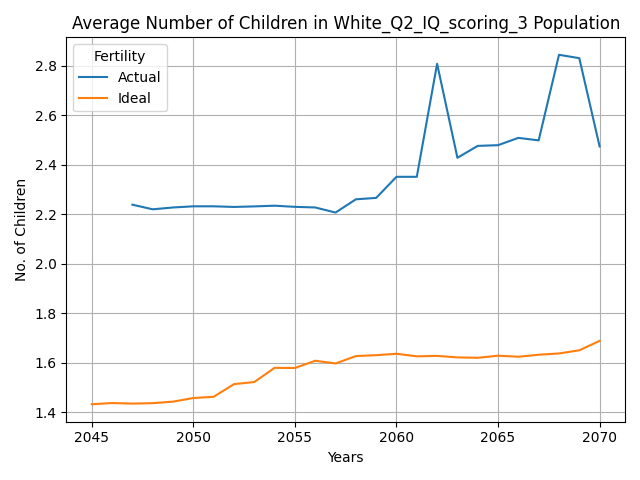 Average Number of Children in White_Q2_IQ_scoring_3 Population
Fertility
Actual
Ideal
No. of Children
2.8
2.6
2.4
2.2
2.0
1.8
1.6
1.4
2045 2050 2055 2060 2065 2070
Years